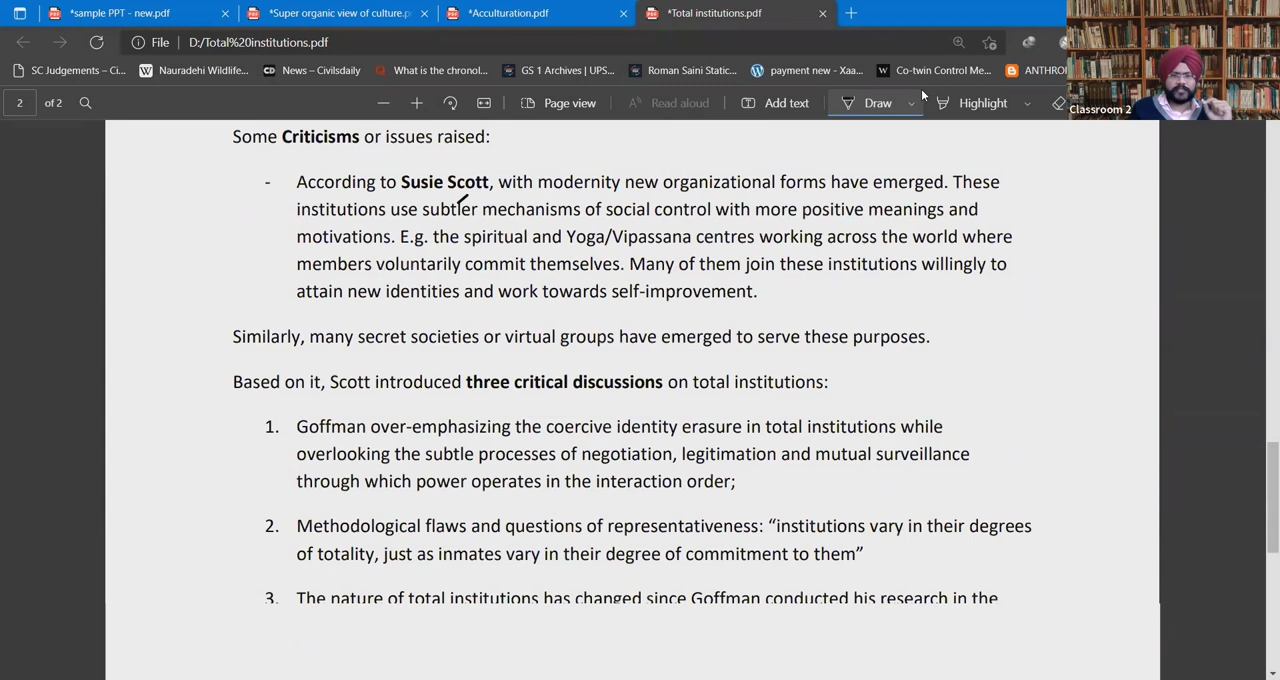 *sample PPT - new.pdf
*Super organic view of culture.p
*Acculturation.pdf
*Total institutions.pdf
File
D:/Total%20institutions.pdf
SC Judgements – Ci...
Nauradehi Wildlife...
News – Civilsdaily
What is the chronol...
GS 1 Archives | UPS...
Roman Saini Static...
payment new - Xaa...
Co-twin Control Me...
ANTHRO
2
of 2
Page view
Read aloud
Add text
Draw
Highlight
Classroom 2
Some Criticisms or issues raised:
- According to Susie Scott, with modernity new organizational forms have emerged. These
institutions use subtler mechanisms of social control with more positive meanings and
motivations. E.g. the spiritual and Yoga/Vipassana centres working across the world where
members voluntarily commit themselves. Many of them join these institutions willingly to
attain new identities and work towards self-improvement.
Similarly, many secret societies or virtual groups have emerged to serve these purposes.
Based on it, Scott introduced three critical discussions on total institutions:
1. Goffman over-emphasizing the coercive identity erasure in total institutions while
overlooking the subtle processes of negotiation, legitimation and mutual surveillance
through which power operates in the interaction order;
2. Methodological flaws and questions of representativeness: “institutions vary in their degrees
of totality, just as inmates vary in their degree of commitment to them”
3. The nature of total institutions has changed since Goffman conducted his research in the